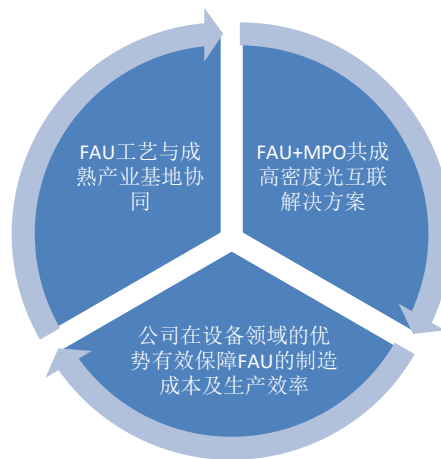 FAU工艺与成
熟产业基地协
同
FAU+MPO共成
高密度光互联
解决方案
公司在设备领域的优
势有效保障FAU的制造
成本及生产效率